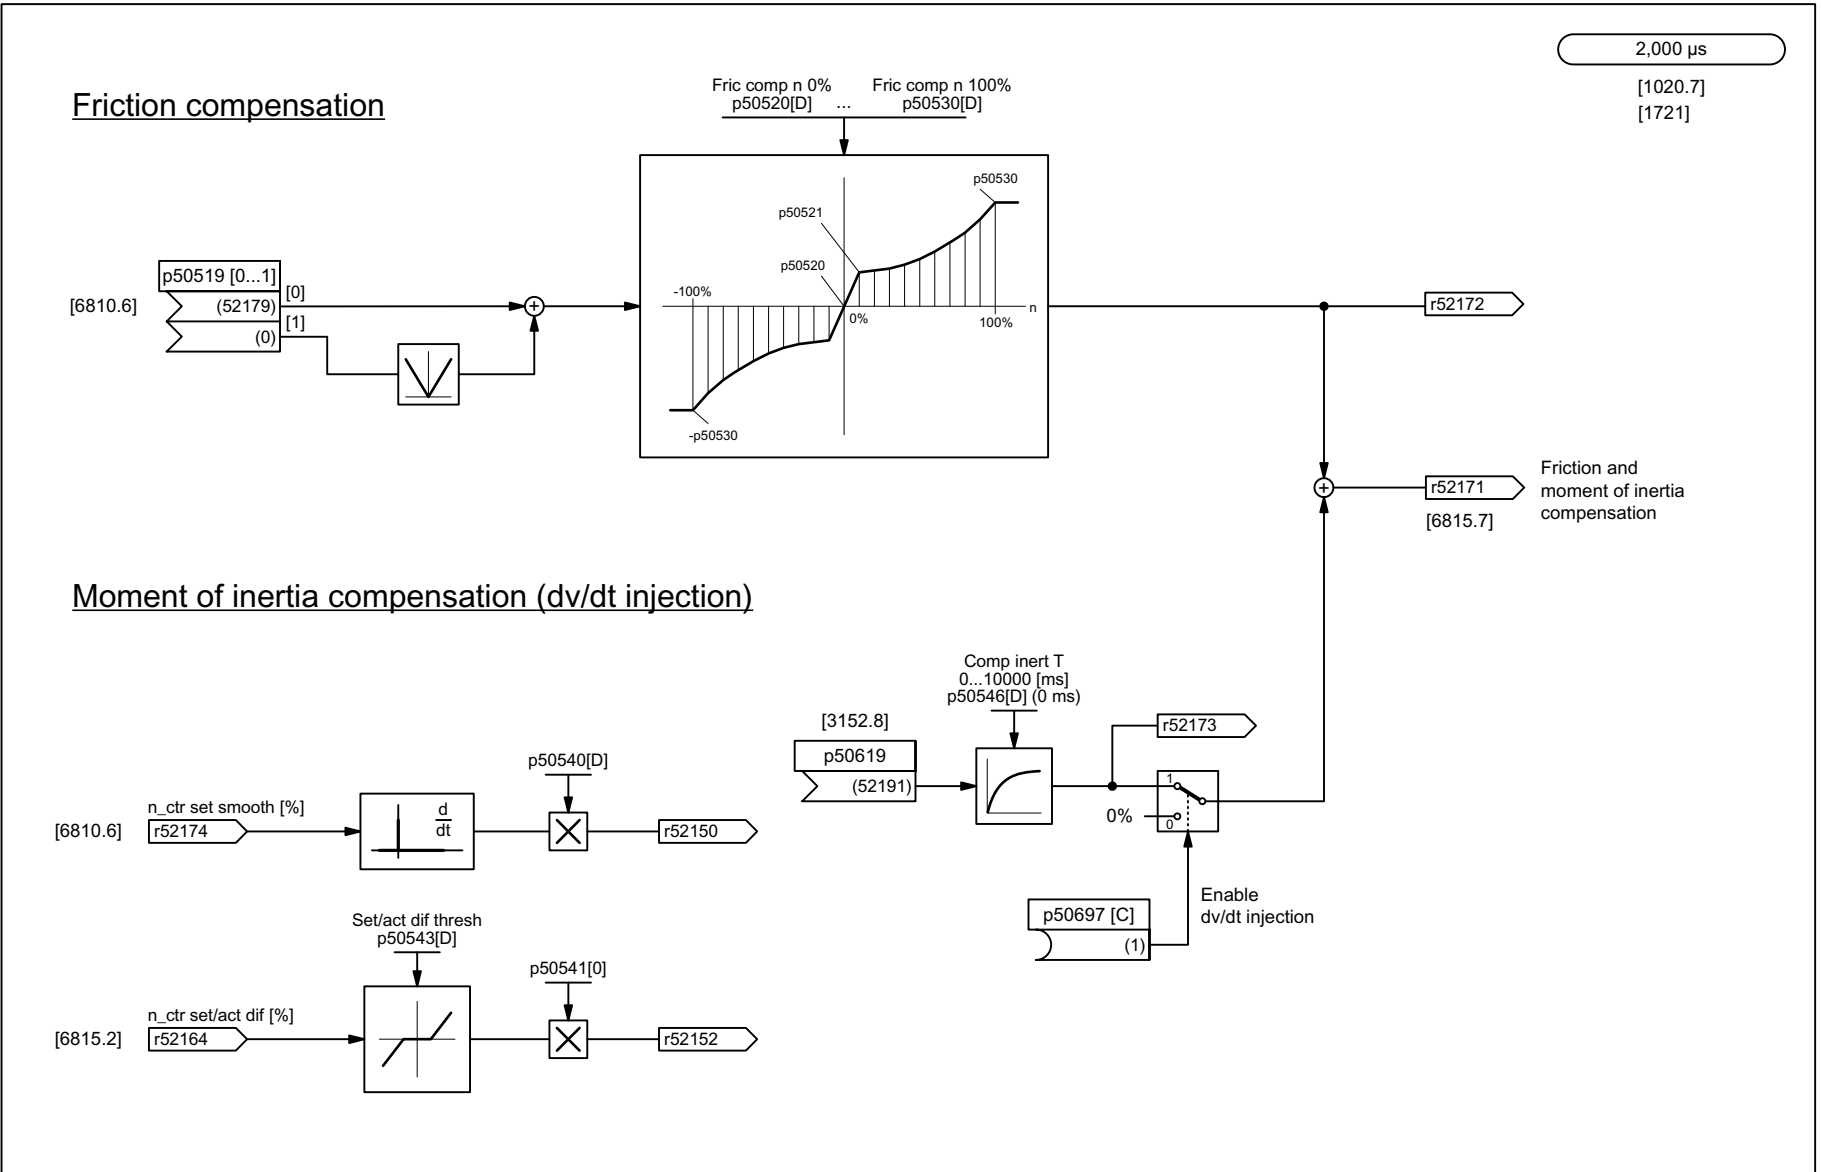 2,000 µs
[1020.7]
[1721]
Friction compensation
Fric comp n 0%
p50520[D]
...
Fric comp n 100%
p50530[D]
p50530
p50521
p50520
-100%
0%
100%
n
-p50530
[6810.6]
p50519 [0...1]
(52179)
[0]
(0)
[1]
r52172
r52171
[6815.7]
Friction and
moment of inertia
compensation
Moment of inertia compensation (dv/dt injection)
Comp inert T
0...10000 [ms]
p50546[D] (0 ms)
[3152.8]
p50619
(52191)
r52173
1
0% 0
Enable
dv/dt injection
p50697 [C]
(1)
p50540[D]
n_ctr set smooth [%]
[6810.6]
r52174
d
dt
r52150
Set/act dif thresh
p50543[D]
p50541[0]
n_ctr set/act dif [%]
[6815.2]
r52164
r52152